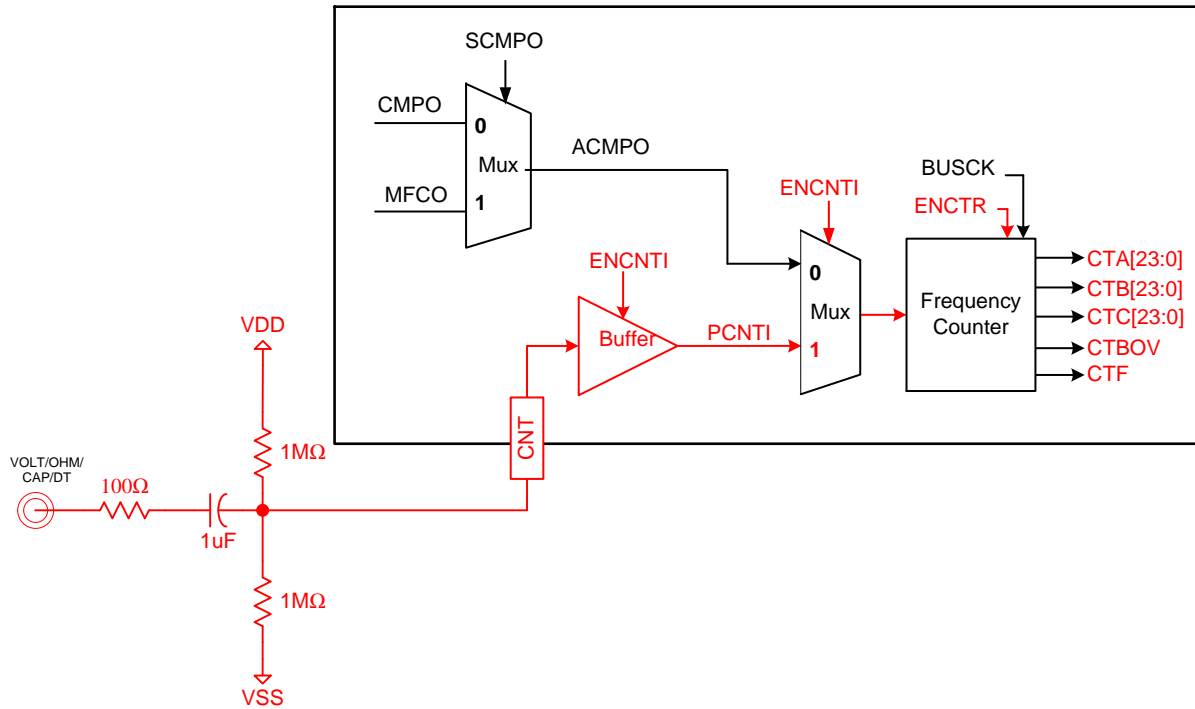 SCMPO
CMPO
0
Mux
ACMPO
MFCO
1
BUSCK
ENCNTI
ENCTR
ENCNTI
0
CTA[23:0]
CTB[23:0]
Frequency
Counter
Mux
CTC[23:0]
VDD
Buffer
PCNTI
1
CTBOV
CTF
CNT
1MΩ
VOLT/OHM/
CAP/DT
100Ω
1uF
1MΩ
VSS